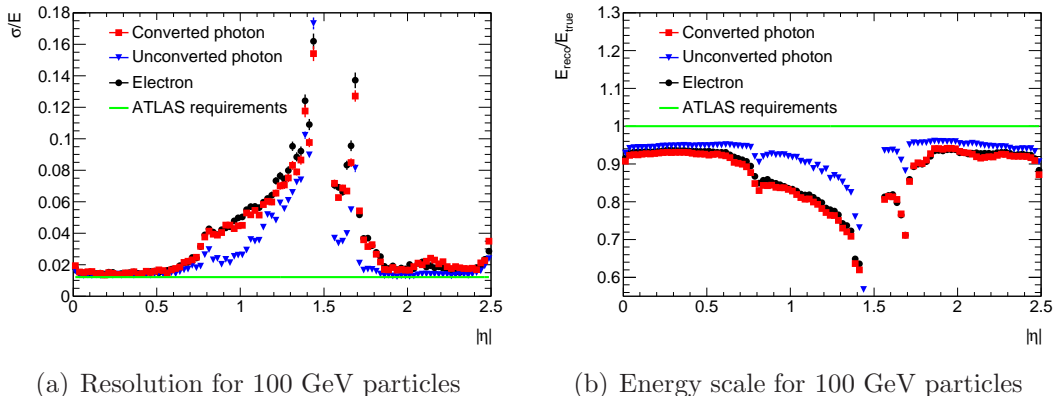 σ/E
0.18
0.16
0.14
0.12
0.1
0.08
0.06
0.04
0.02
0
0
0.5
1
1.5
2
2.5
|η|
Converted photon
Unconverted photon
Electron
ATLAS requirements
(a) Resolution for 100 GeV particles
E_reco/E_true
1.3
1.2
1.1
1
0.9
0.8
0.7
0.6
0
0.5
1
1.5
2
2.5
|η|
Converted photon
Unconverted photon
Electron
ATLAS requirements
(b) Energy scale for 100 GeV particles